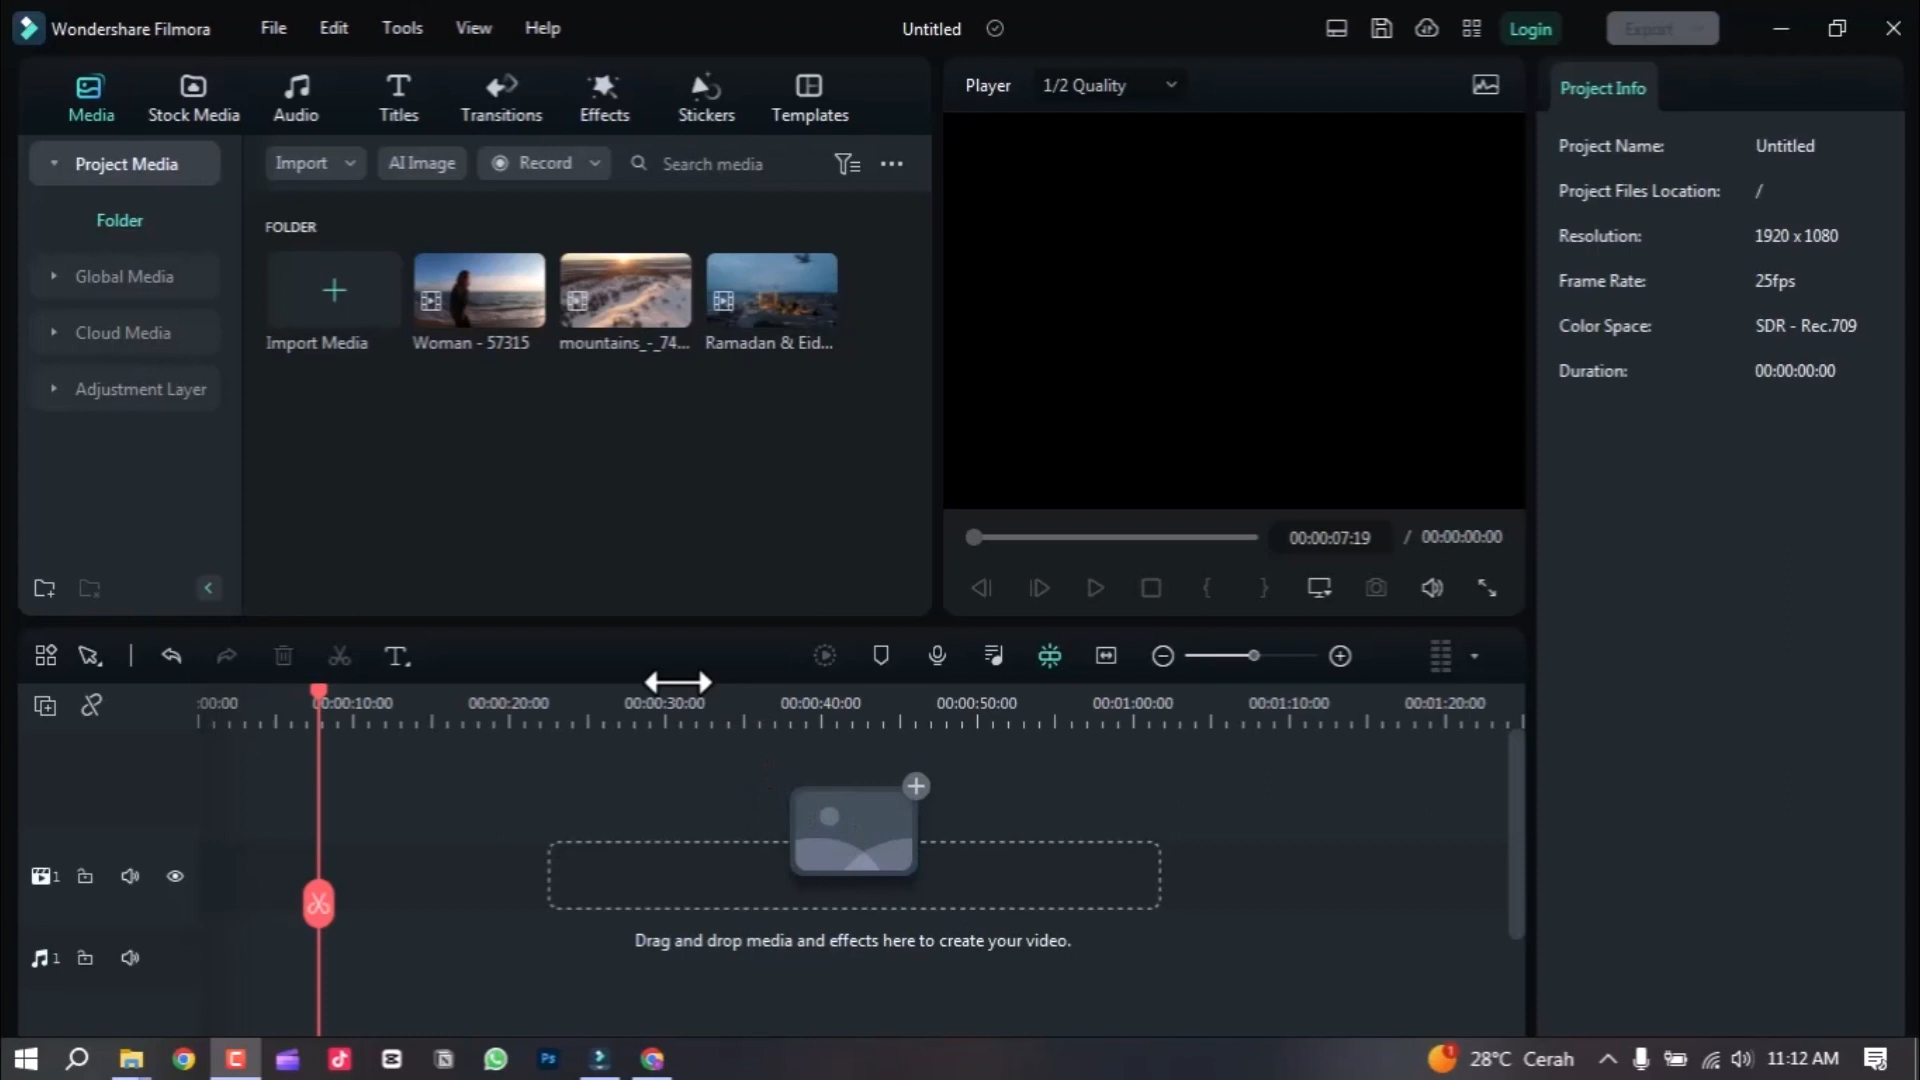 Wondershare Filmora File Edit Tools View Help Untitled Login Export
Media Stock Media Audio Titles Transitions Effects Stickers Templates
Project Media
Folder
Global Media
Cloud Media
Adjustment Layer
Import AI Image Record Search media
FOLDER
Import Media Woman - 57315 mountains_-_74... Ramadan & Eid...
Player 1/2 Quality
00:00:07:19 / 00:00:00:00
Project Info
Project Name: Untitled
Project Files Location: /
Resolution: 1920 x 1080
Frame Rate: 25fps
Color Space: SDR - Rec.709
Duration: 00:00:00:00
:00:00 00:00:10:00 00:00:20:00 00:00:30:00 00:00:40:00 00:00:50:00 00:01:00:00 00:01:10:00 00:01:20:00
1
Drag and drop media and effects here to create your video.
1
Ps 1 28°C Cerah 11:12 AM